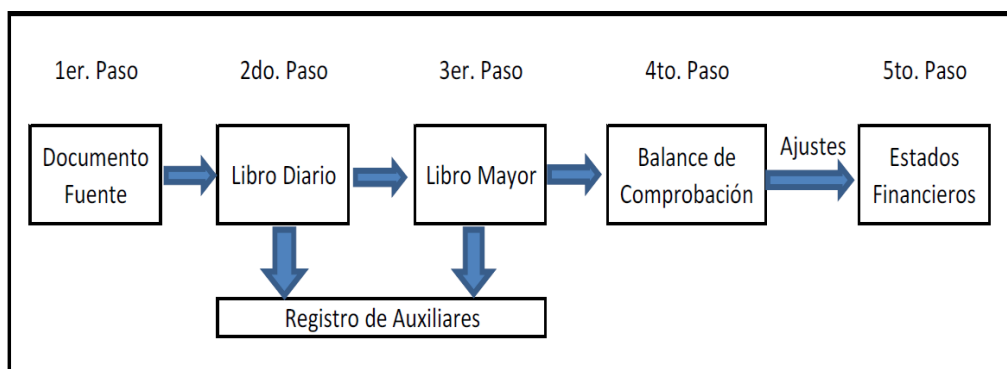 1er. Paso
2do. Paso
3er. Paso
4to. Paso
5to. Paso
Documento
Fuente
Libro Diario
Libro Mayor
Balance de
Comprobación
Ajustes
Estados
Financieros
Registro de Auxiliares